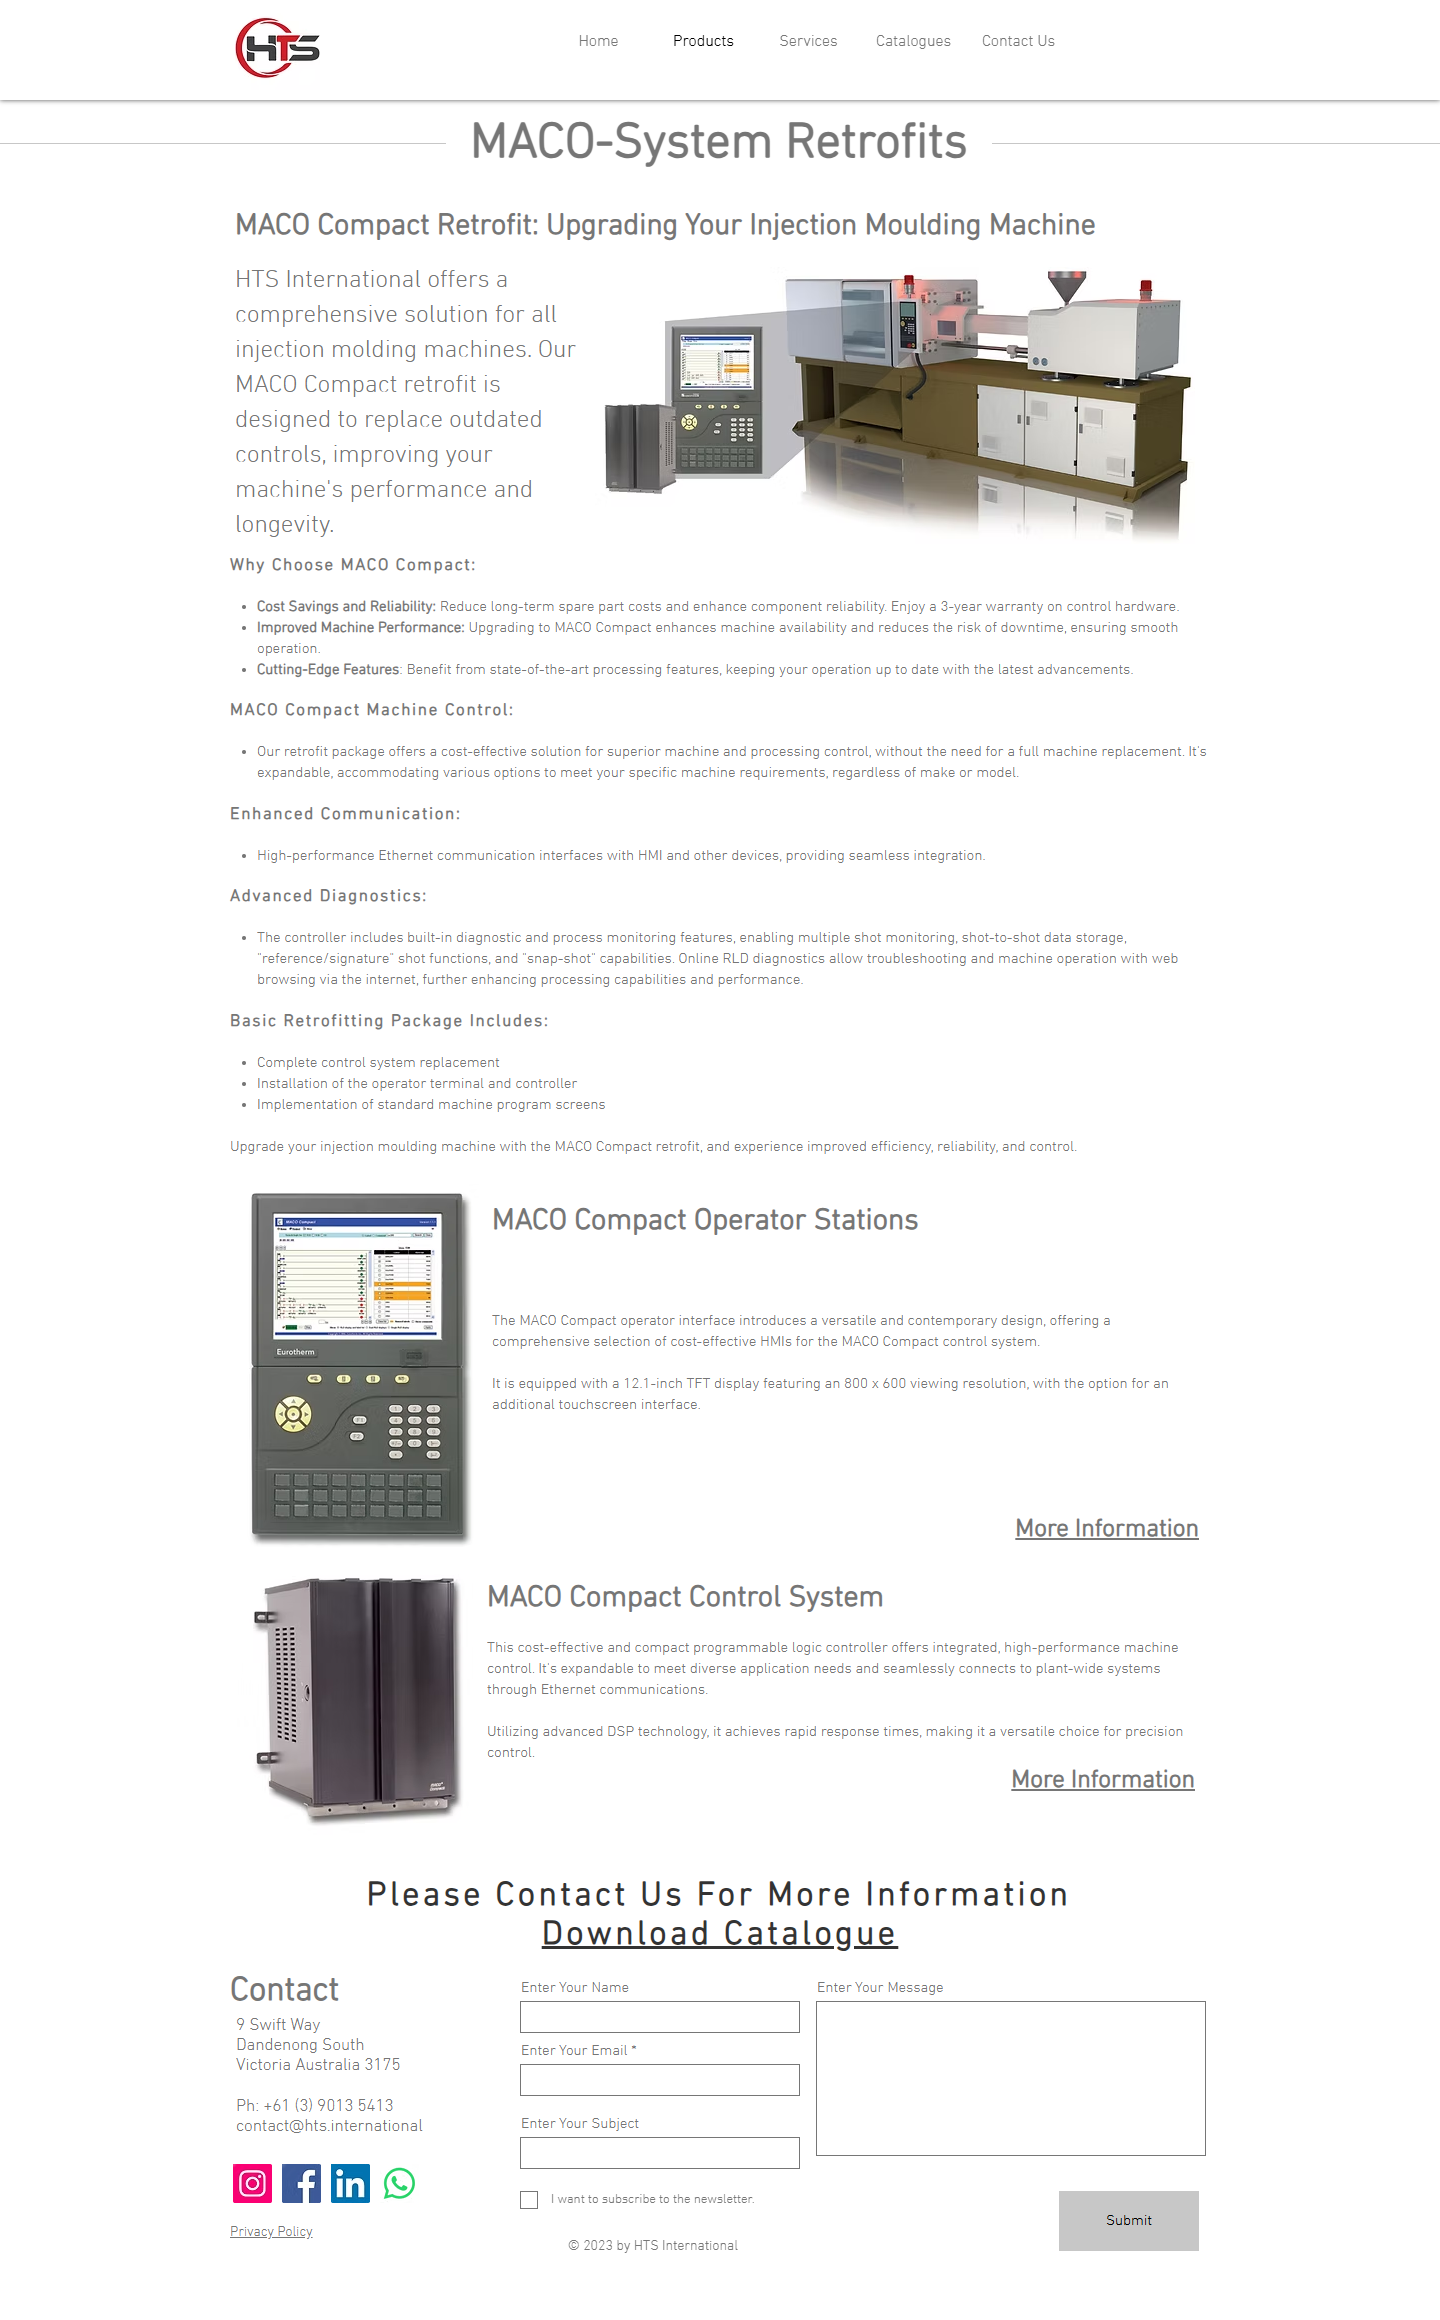 HTS
Home
Products
Services
Catalogues
Contact Us
MACO-System Retrofits
MACO Compact Retrofit: Upgrading Your Injection Moulding Machine
HTS International offers a
comprehensive solution for all
injection molding machines. Our
MACO Compact retrofit is
designed to replace outdated
controls, improving your
machine's performance and
longevity.
Why Choose MACO Compact:
Cost Savings and Reliability: Reduce long-term spare part costs and enhance component reliability. Enjoy a 3-year warranty on control hardware.
Improved Machine Performance: Upgrading to MACO Compact enhances machine availability and reduces the risk of downtime, ensuring smooth
operation.
Cutting-Edge Features: Benefit from state-of-the-art processing features, keeping your operation up to date with the latest advancements.
MACO Compact Machine Control:
Our retrofit package offers a cost-effective solution for superior machine and processing control, without the need for a full machine replacement. It's
expandable, accommodating various options to meet your specific machine requirements, regardless of make or model.
Enhanced Communication:
High-performance Ethernet communication interfaces with HMI and other devices, providing seamless integration.
Advanced Diagnostics:
The controller includes built-in diagnostic and process monitoring features, enabling multiple shot monitoring, shot-to-shot data storage,
"reference/signature" shot functions, and "snap-shot" capabilities. Online RLD diagnostics allow troubleshooting and machine operation with web
browsing via the internet, further enhancing processing capabilities and performance.
Basic Retrofitting Package Includes:
Complete control system replacement
Installation of the operator terminal and controller
Implementation of standard machine program screens
Upgrade your injection moulding machine with the MACO Compact retrofit, and experience improved efficiency, reliability, and control.
MACO Compact
Eurotherm
MACO Compact Operator Stations
The MACO Compact operator interface introduces a versatile and contemporary design, offering a
comprehensive selection of cost-effective HMIs for the MACO Compact control system.
It is equipped with a 12.1-inch TFT display featuring an 800 x 600 viewing resolution, with the option for an
additional touchscreen interface.
More Information
MACO Compact Control System
This cost-effective and compact programmable logic controller offers integrated, high-performance machine
control. It's expandable to meet diverse application needs and seamlessly connects to plant-wide systems
through Ethernet communications.
Utilizing advanced DSP technology, it achieves rapid response times, making it a versatile choice for precision
control.
More Information
Please Contact Us For More Information
Download Catalogue
Contact
9 Swift Way
Dandenong South
Victoria Australia 3175
Ph: +61 (3) 9013 5413
contact@hts.international
Privacy Policy
Enter Your Name
Enter Your Email *
Enter Your Subject
Enter Your Message
I want to subscribe to the newsletter.
Submit
© 2023 by HTS International